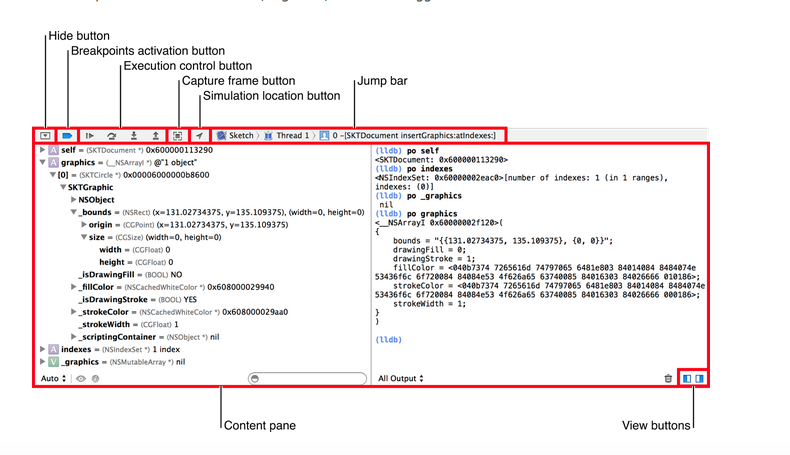 Hide button
Breakpoints activation button
Execution control button
Capture frame button
Jump bar
Simulation location button
Sketch 〉 Thread 1 〉 0 -[SKTDocument insertGraphics:atIndexes:]
A self = (SKTDocument *) 0x600000113290
A graphics = (__NSArrayI *) @"1 object"
[0] = (SKTCircle *) 0x00006000000b8600
SKTGraphic
NSObject
_bounds = (NSRect) (x=131.02734375, y=135.109375), (width=0, height=0)
origin = (CGPoint) (x=131.02734375, y=135.109375)
size = (CGSize) (width=0, height=0)
width = (CGFloat) 0
height = (CGFloat) 0
_isDrawingFill = (BOOL) NO
_fillColor = (NSCachedWhiteColor *) 0x608000029940
_isDrawingStroke = (BOOL) YES
_strokeColor = (NSCachedWhiteColor *) 0x608000029aa0
_strokeWidth = (CGFloat) 1
_scriptingContainer = (NSObject *) nil
A indexes = (NSIndexSet *) 1 index
V _graphics = (NSMutableArray *) nil
Auto
(lldb) po self
<SKTDocument: 0x600000113290>
(lldb) po indexes
<NSIndexSet: 0x60000002eac0>[number of indexes: 1 (in 1 ranges),
indexes: (0)]
(lldb) po _graphics
nil
(lldb) po graphics
<__NSArrayI 0x60000002f120>(
{
bounds = "{{131.02734375, 135.109375}, {0, 0}}";
drawingFill = 0;
drawingStroke = 1;
fillColor = <040b7374 7265616d 74797065 6481e803 84014084 8484074e
53436f6c 6f720084 84084e53 4f626a65 63740085 84016303 84026666 010186>;
strokeColor = <040b7374 7265616d 74797065 6481e803 84014084 8484074e
53436f6c 6f720084 84084e53 4f626a65 63740085 84016303 84026666 000186>;
strokeWidth = 1;
}
)
(lldb)
All Output
Content pane
View buttons